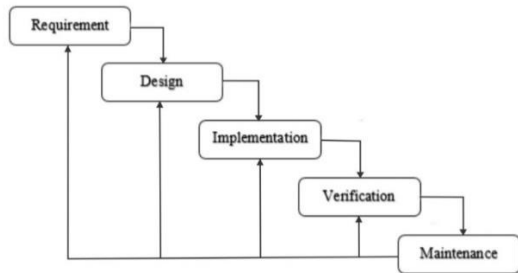 Requirement
Design
Implementation
Verification
Maintenance